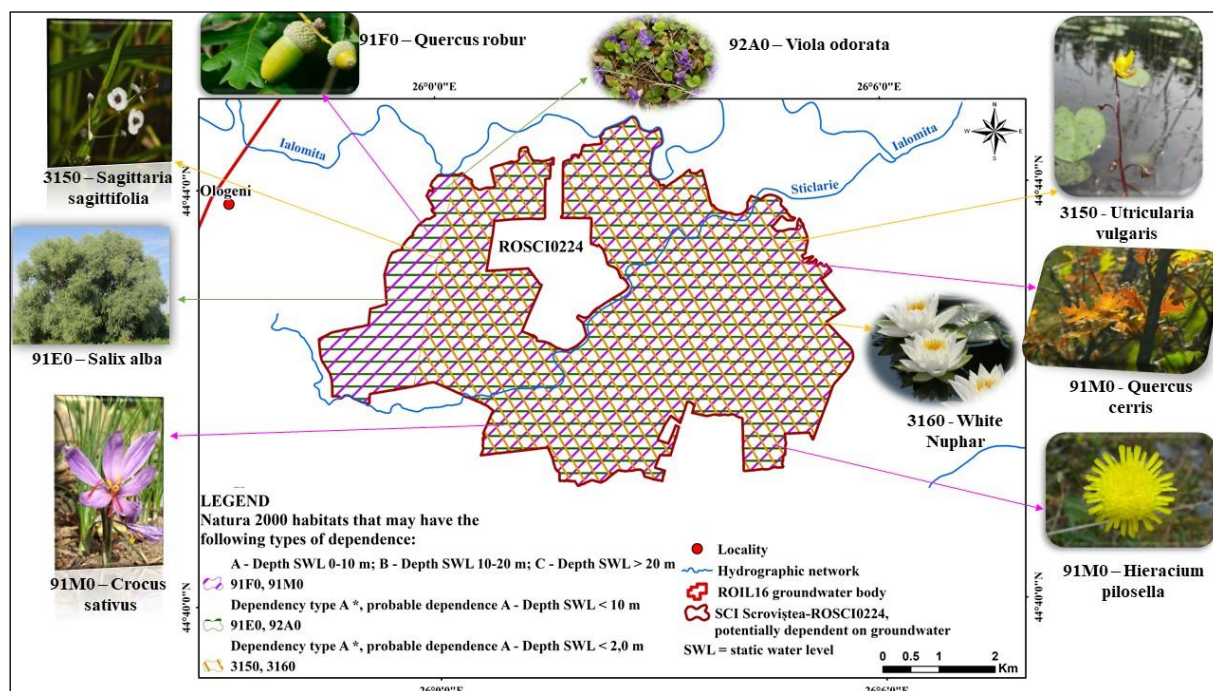 91F0 – Quercus robur
92A0 – Viola odorata
26°0'0"E
26°6'0"E
Ialomita
Ialomita
Sticlarie
N
W
E
S
3150 – Sagittaria
sagittifolia
Ologeni
44°44'0"N
44°44'0"N
3150 - Utricularia
vulgaris
ROSCI0224
91E0 – Salix alba
91M0 - Quercus
cerris
3160 - White
Nuphar
LEGEND
Natura 2000 habitats that may have the
following types of dependence:
A - Depth SWL 0-10 m; B - Depth SWL 10-20 m; C - Depth SWL > 20 m
91F0, 91M0
Dependency type A *, probable dependence A - Depth SWL < 10 m
91E0, 92A0
Dependency type A *, probable dependence A - Depth SWL < 2,0 m
3150, 3160
Locality
Hydrographic network
ROIL16 groundwater body
SCI Scroviștea-ROSCI0224,
potentially dependent on groundwater
SWL = static water level
0 0.5 1 2
Km
91M0 – Crocus
sativus
91M0 - Hieracium
pilosella
44°40'0"N
44°40'0"N
26°0'0"E
26°6'0"E